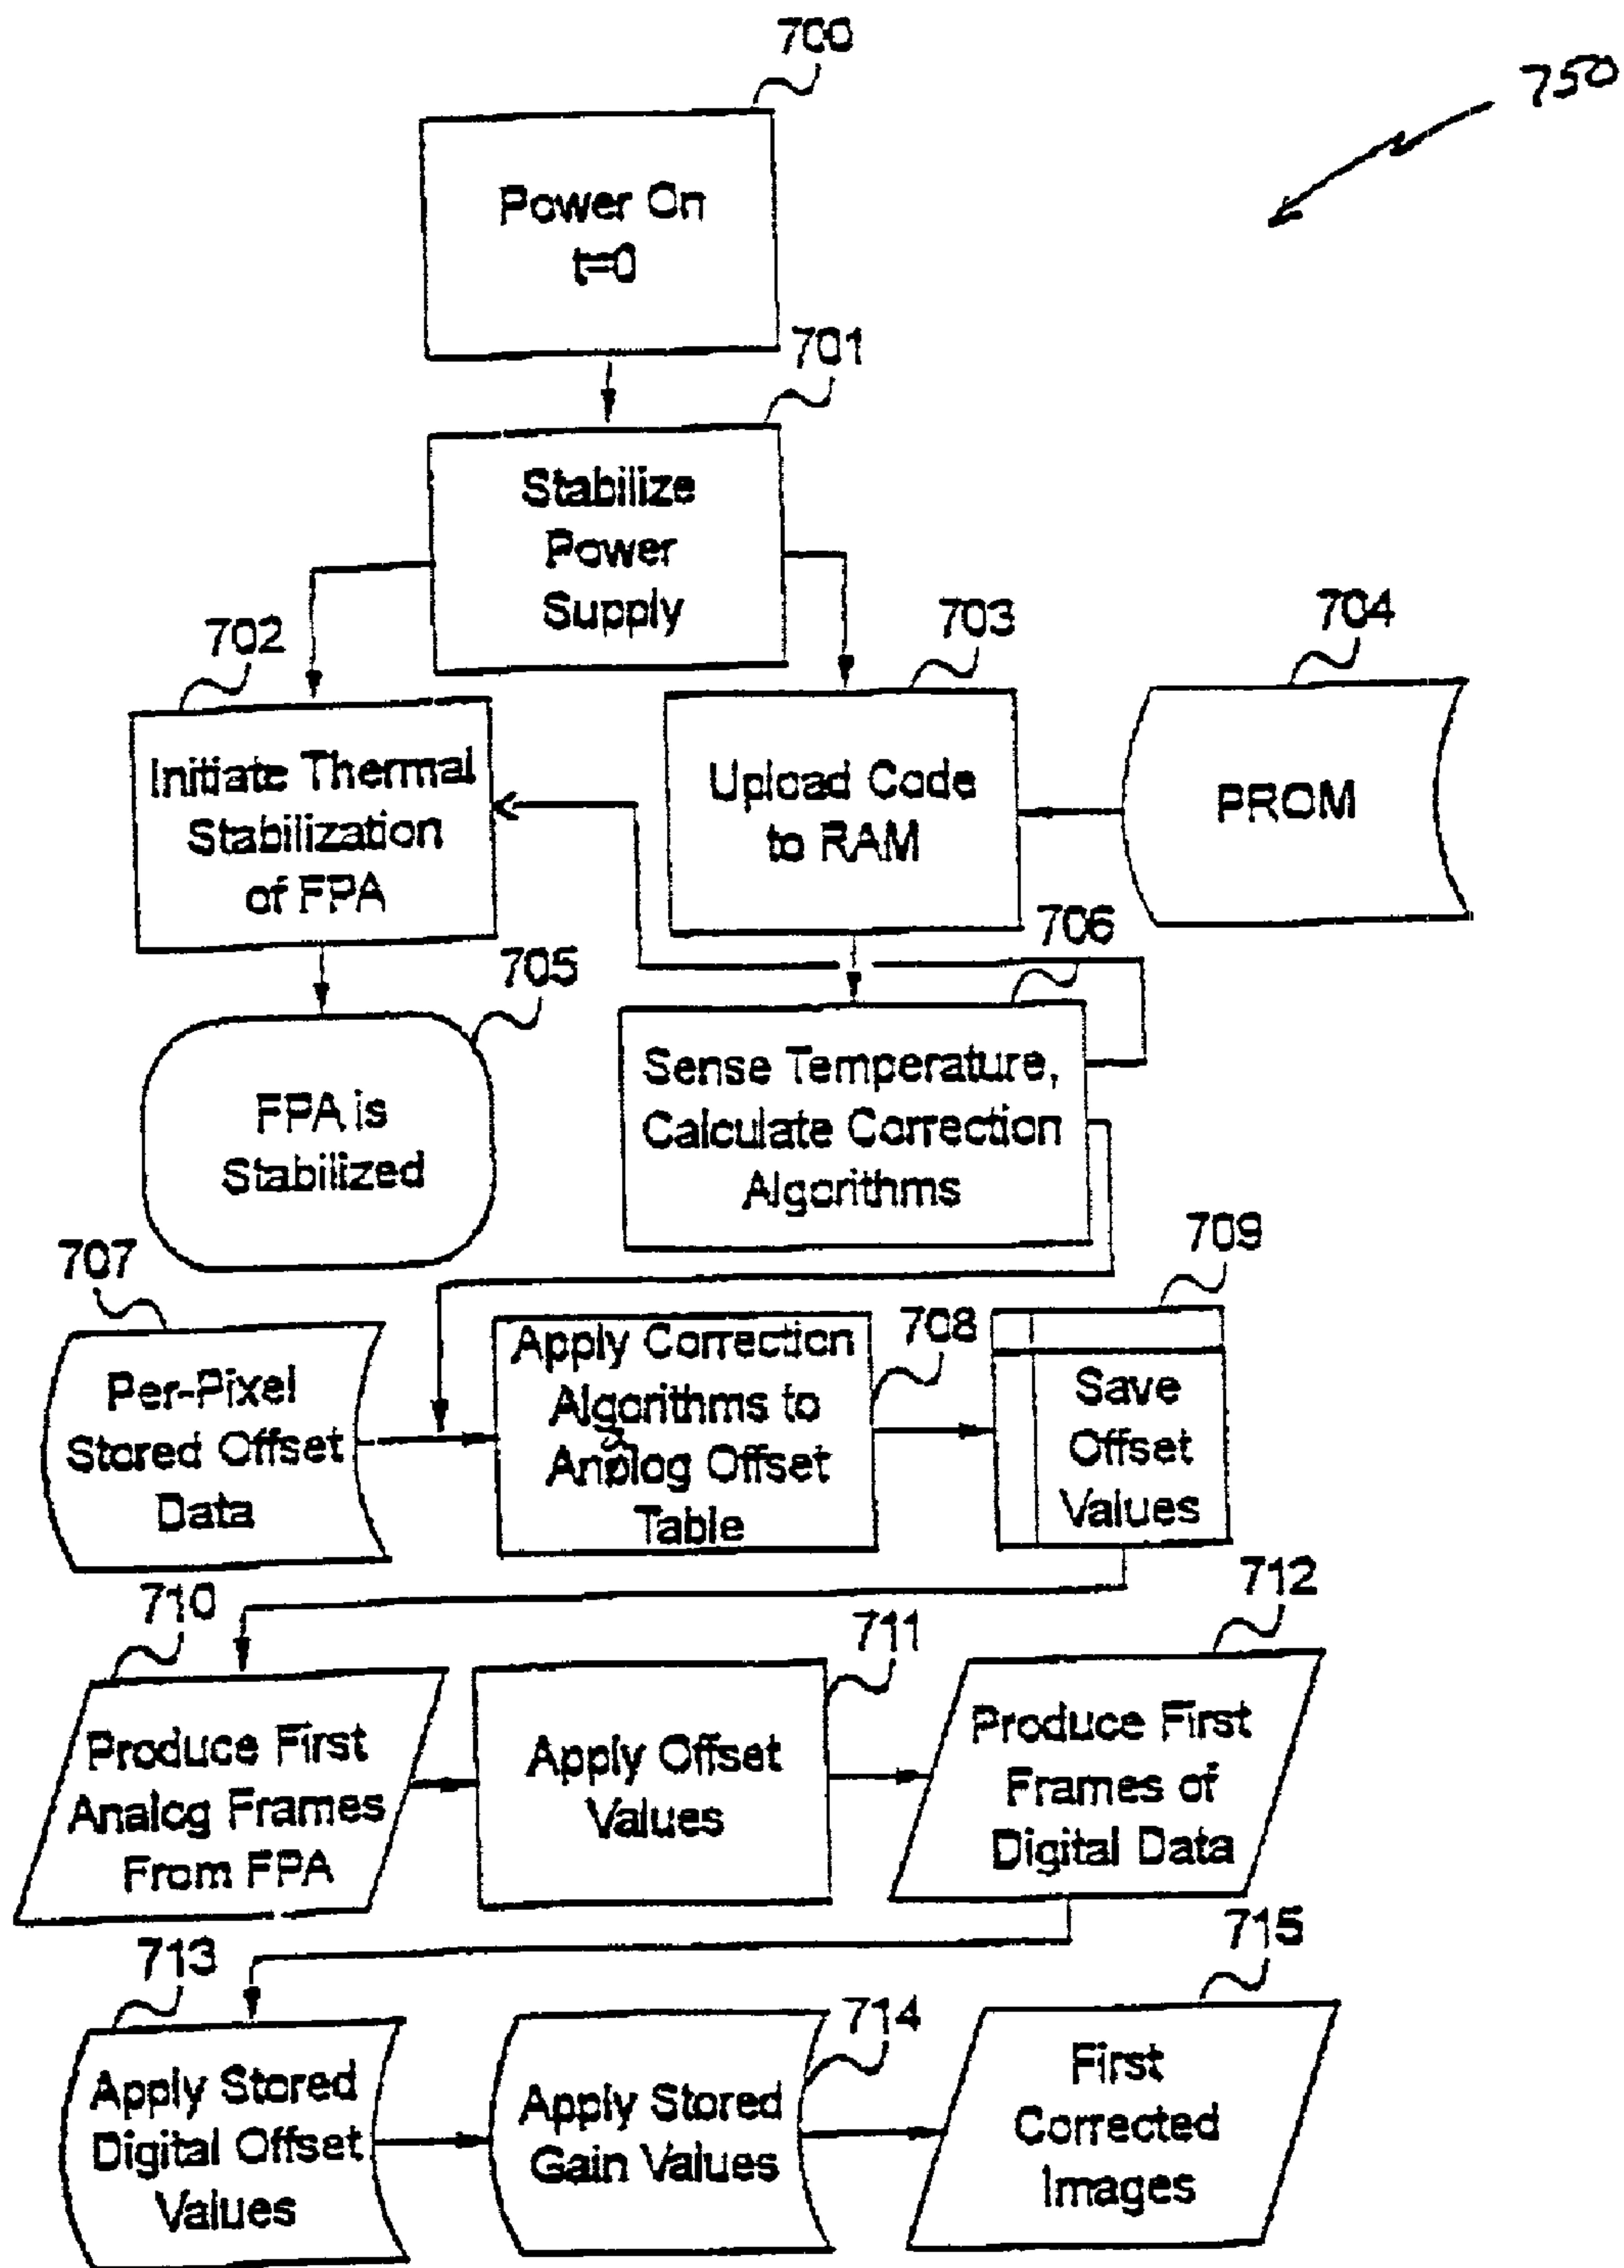 700
750
Power On
t=0
701
Stabilize
Power
Supply
702
703
704
Initiate Thermal
Stabilization
of FPA
Upload Code
to RAM
PROM
705
706
FPA is
Stabilized
Sense Temperature,
Calculate Correction
Algorithms
707
708
709
Per-Pixel
Stored Offset
Data
Apply Correction
Algorithms to
Analog Offset
Table
Save
Offset
Values
710
711
712
Produce First
Analog Frames
From FPA
Apply Offset
Values
Produce First
Frames of
Digital Data
713
714
715
Apply Stored
Digital Offset
Values
Apply Stored
Gain Values
First
Corrected
Images